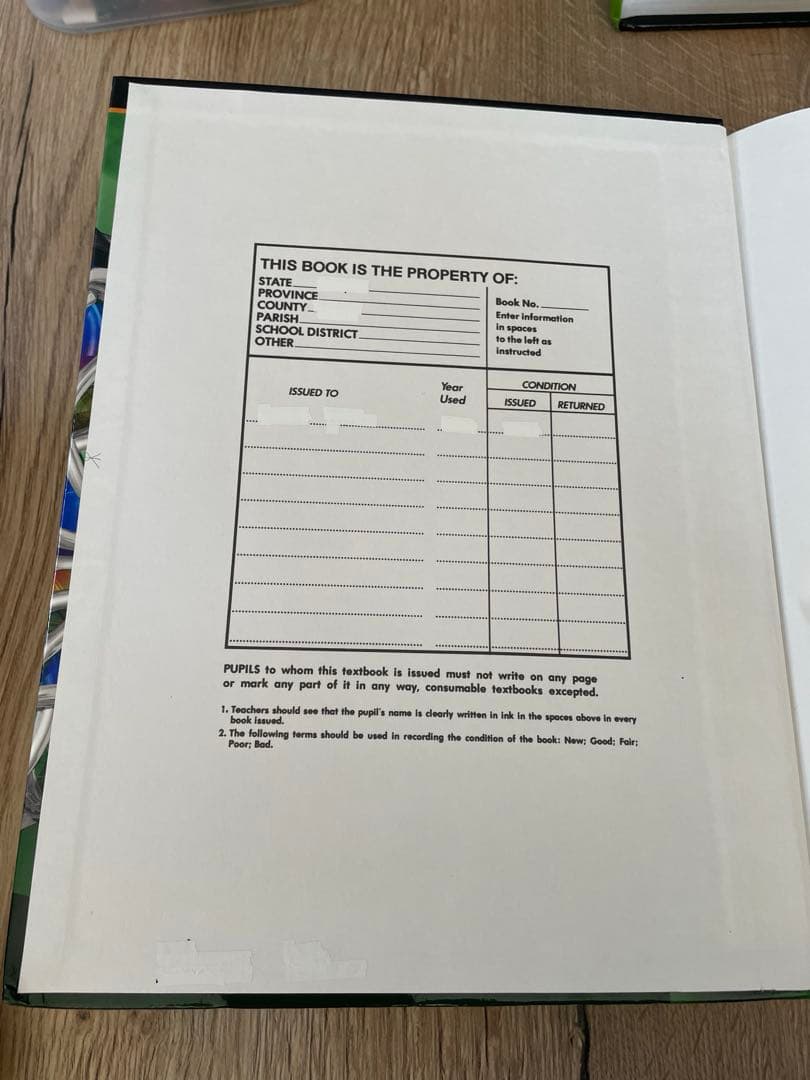 THIS BOOK IS THE PROPERTY OF:
STATE
PROVINCE
COUNTY
PARISH
SCHOOL DISTRICT
OTHER
Book No.
Enter information
in spaces
to the left as
instructed
ISSUED TO
Year
Used
CONDITION
ISSUED
RETURNED
PUPILS to whom this textbook is issued must not write on any page
or mark any part of it in any way, consumable textbooks excepted.
1. Teachers should see that the pupil's name is clearly written in ink in the spaces above in every
book issued.
2. The following terms should be used in recording the condition of the book: New; Good; Fair;
Poor; Bad.